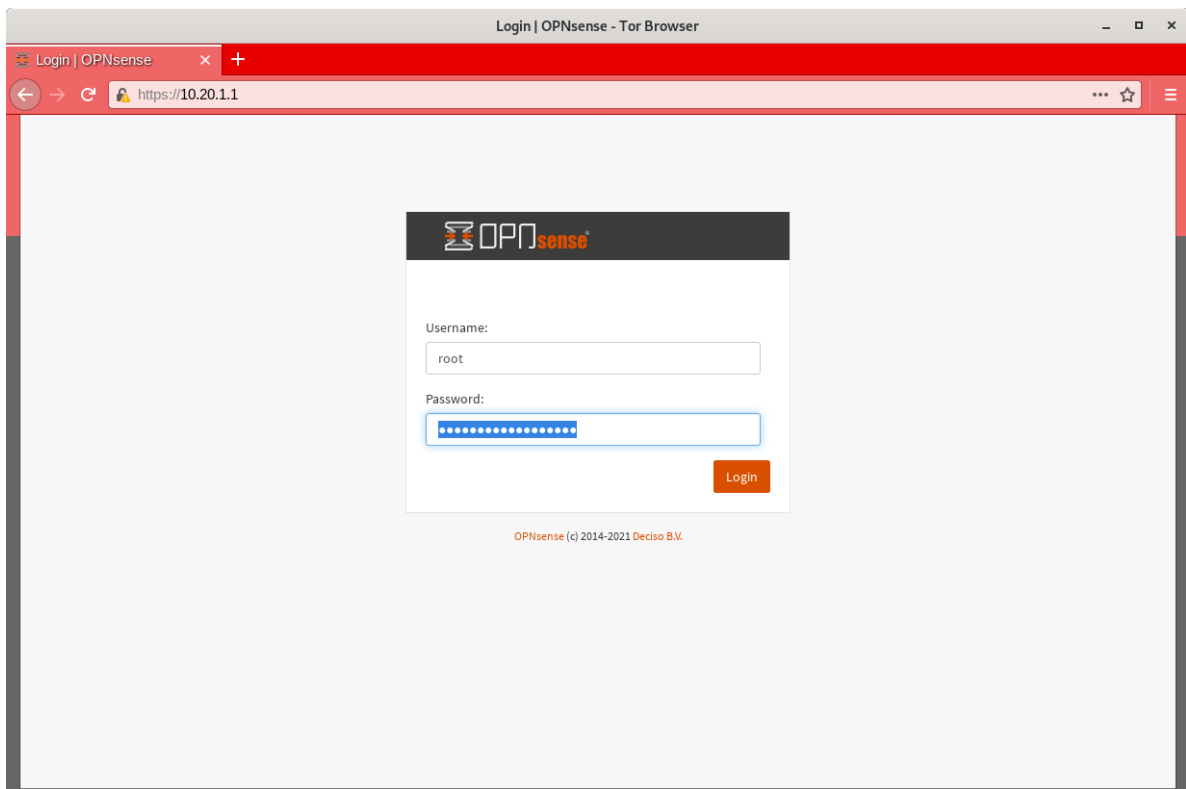 Login | OPNsense - Tor Browser
Login | OPNsense
https://10.20.1.1
OPNsense
Username:
root
Password:
••••••••••••••••••
Login
OPNsense (c) 2014-2021 Deciso B.V.